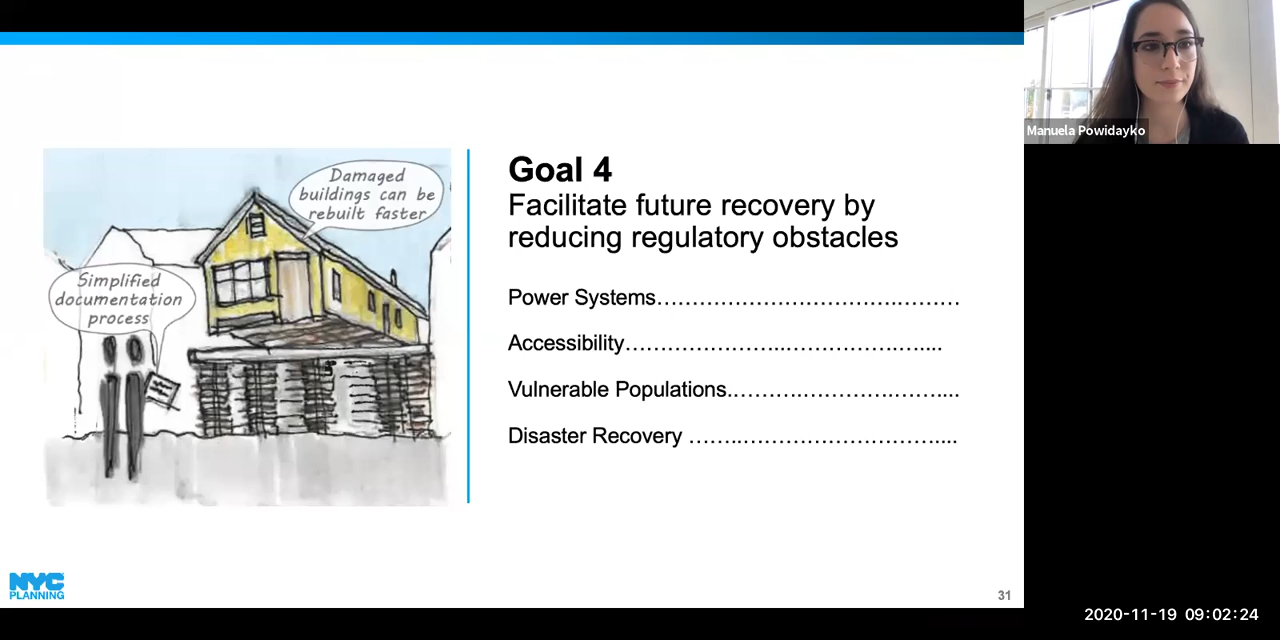 Damaged
buildings can be
rebuilt faster
Simplified
documentation
process
Goal 4
Facilitate future recovery by
reducing regulatory obstacles
Power Systems……………………………..………
Accessibility…………………...…………….…....
Vulnerable Populations..………..…………..……....
Disaster Recovery ……..………………………....
NYC
PLANNING
31
Manuela Powidayko
2020-11-19 09:02:24